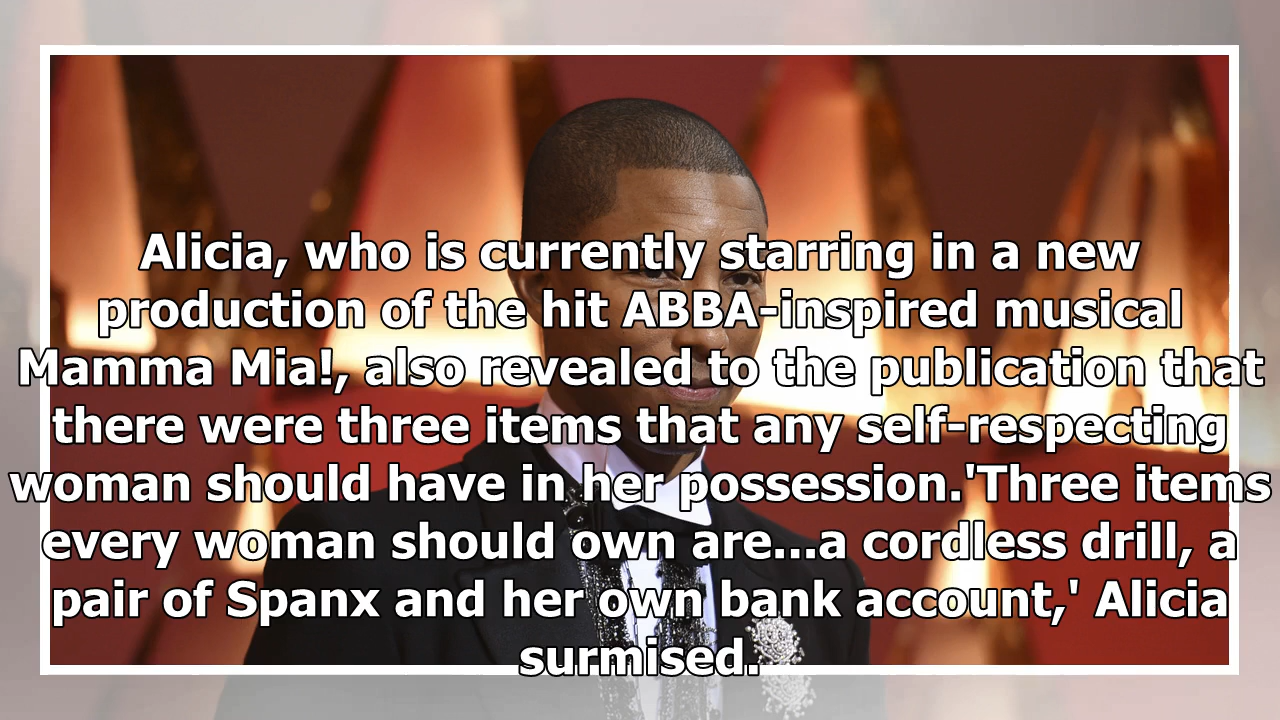 Alicia, who is currently starring in a new
production of the hit ABBA-inspired musical
Mamma Mia!, also revealed to the publication that
there were three items that any self-respecting
woman should have in her possession.'Three items
every woman should own are...a cordless drill, a
pair of Spanx and her own bank account,' Alicia
surmised.